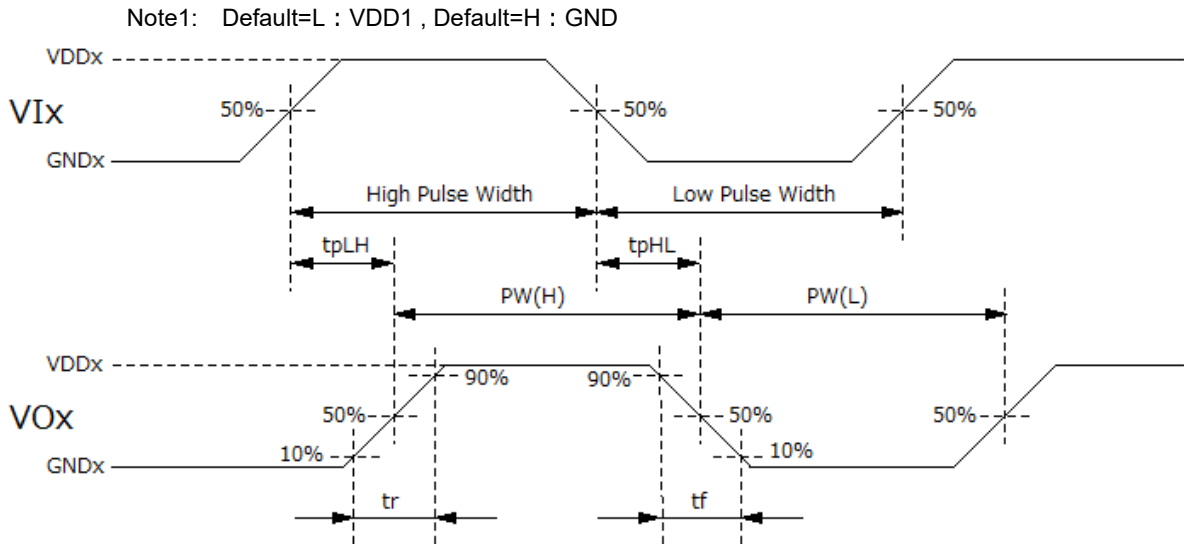 Note1: Default=L : VDD1 , Default=H : GND
VDDx
VIx
50%
50%
50%
GNDx
High Pulse Width
Low Pulse Width
tpLH
tpHL
PW(H)
PW(L)
VDDx
90%
90%
VOx
50%
50%
50%
10%
10%
GNDx
tr
tf